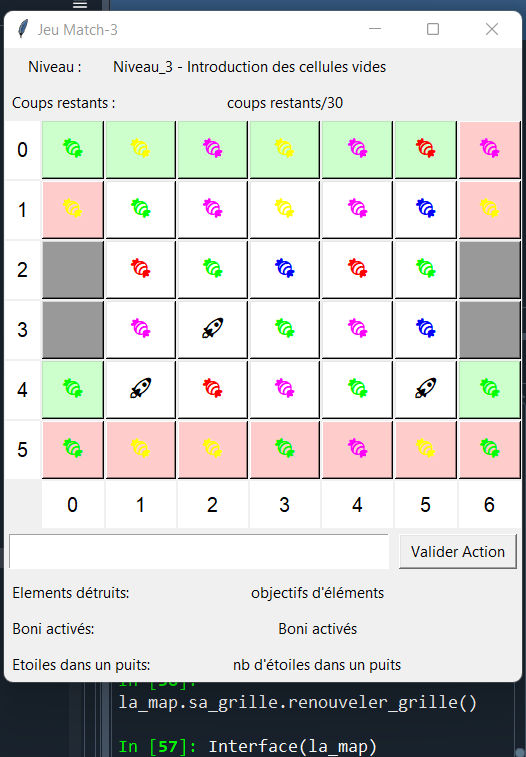 Jeu Match-3
Niveau : Niveau_3 - Introduction des cellules vides
Coups restants : coups restants/30
0
1
2
3
4
5
0 1 2 3 4 5 6
Valider Action
Elements détruits: objectifs d'éléments
Boni activés: Boni activés
Etoiles dans un puits: nb d'étoiles dans un puits
In [56]:
la_map.sa_grille.renouveler_grille()
In [57]: Interface(la_map)